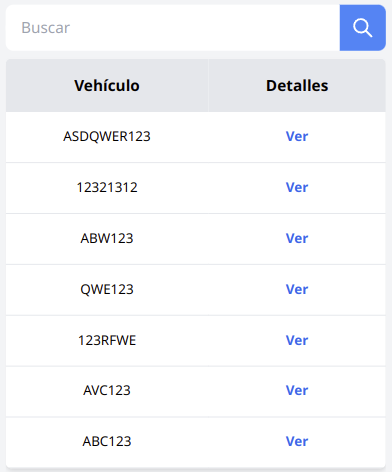 Buscar
Vehículo Detalles
ASDQWER123 Ver
12321312 Ver
ABW123 Ver
QWE123 Ver
123RFWE Ver
AVC123 Ver
ABC123 Ver